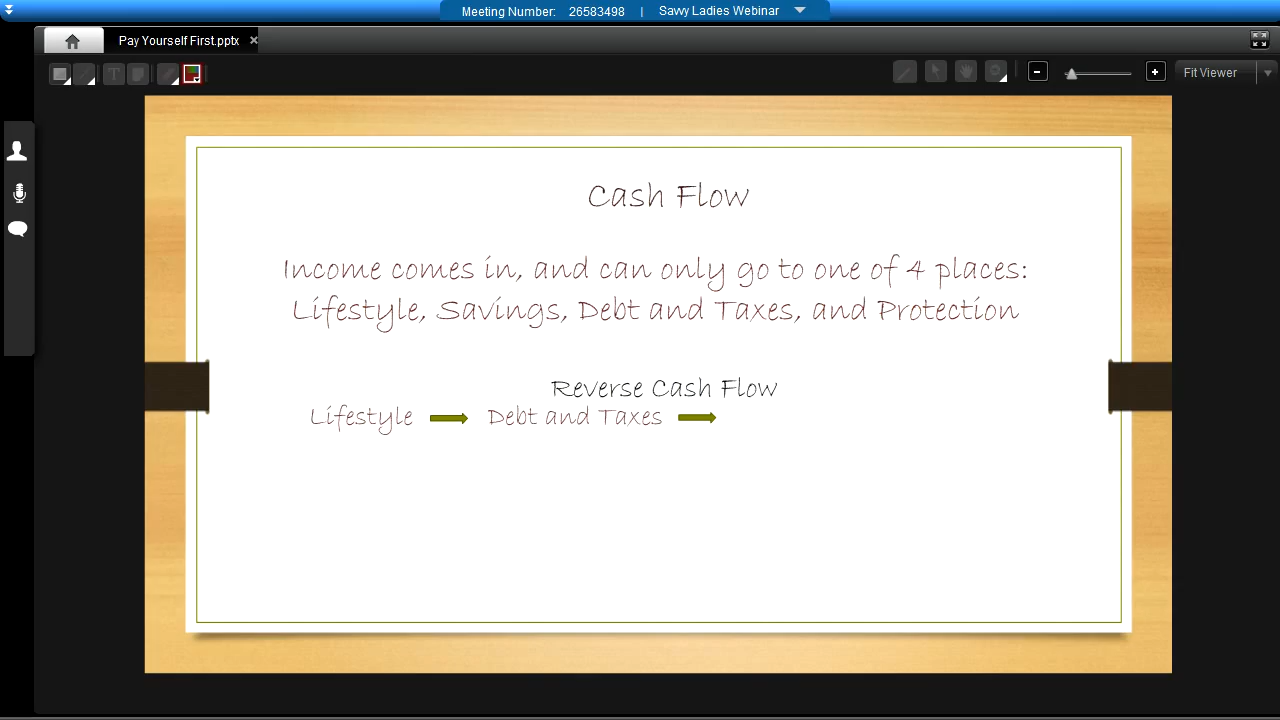 Meeting Number: 26583498 | Savvy Ladies Webinar
Pay Yourself First.pptx
Fit Viewer
Cash Flow
Income comes in, and can only go to one of 4 places:
Lifestyle, Savings, Debt and Taxes, and Protection
Reverse Cash Flow
Lifestyle Debt and Taxes